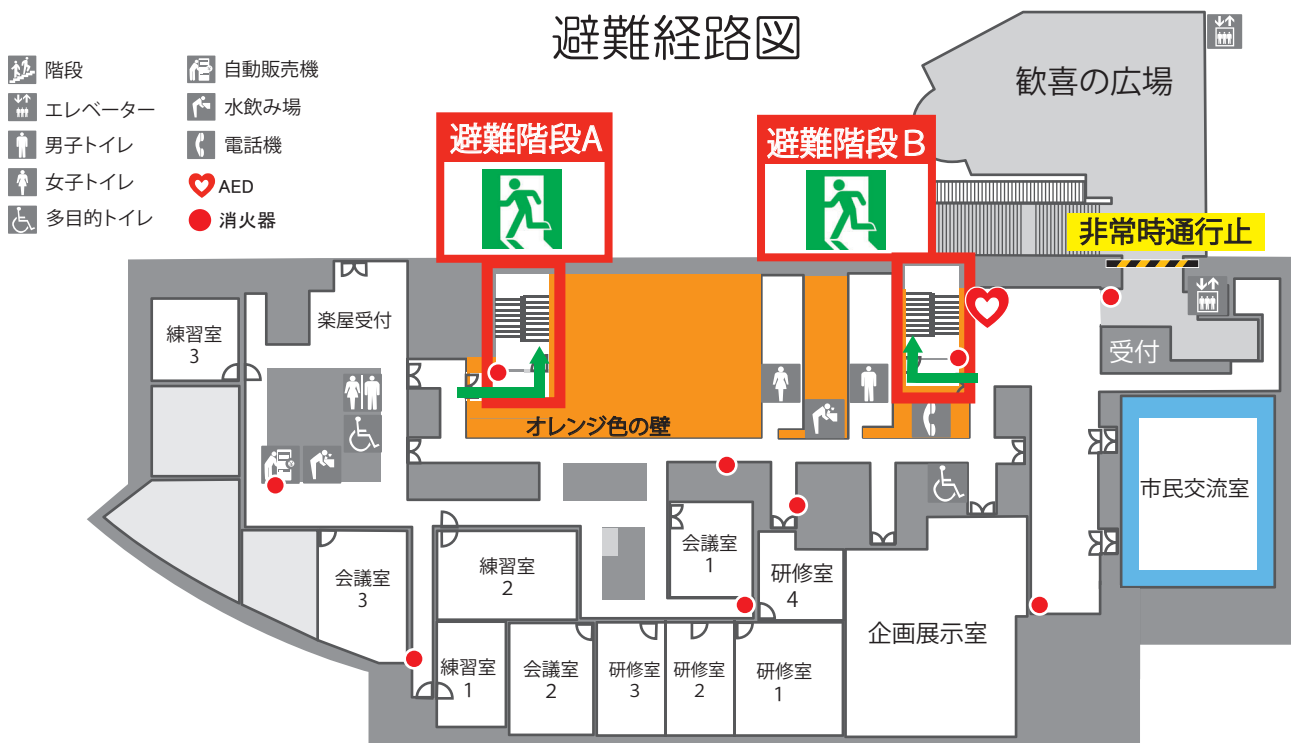 避難経路図
階段
エレベーター
男子トイレ
女子トイレ
多目的トイレ
自動販売機
水飲み場
電話機
AED
消火器
避難階段A
避難階段B
歓喜の広場
非常時通行止
楽屋受付
練習室
3
受付
オレンジ色の壁
市民交流室
会議室
3
練習室
2
会議室
1
研修室
4
企画展示室
練習室
1
会議室
2
研修室
3
研修室
2
研修室
1